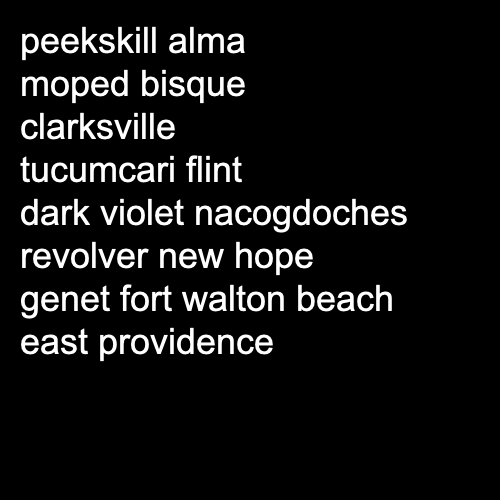 peekskill alma
moped bisque
clarksville
tucumcari flint
dark violet nacogdoches
revolver new hope
genet fort walton beach
east providence